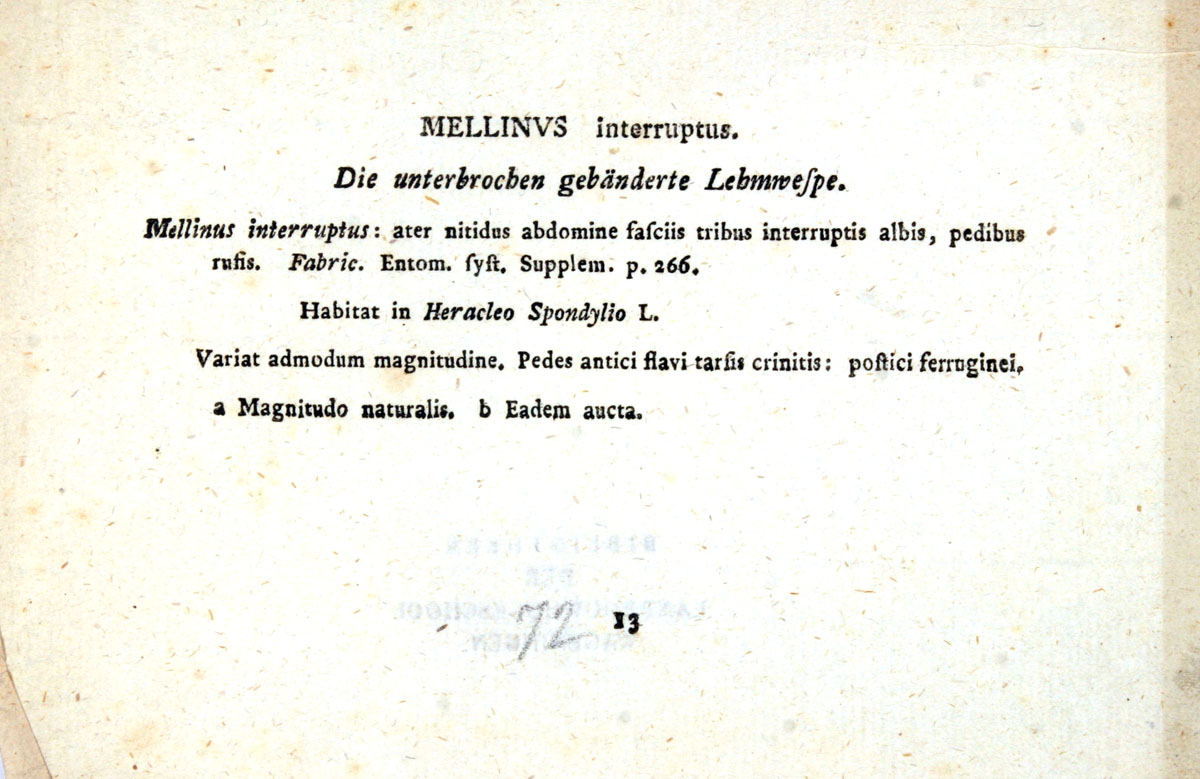 MELLINVS interruptus.
Die unterbrochen gebänderte Lehmweſpe.
Mellinus interruptus: ater nitidus abdomine faſciis tribus interruptis albis, pedibus
rufis. Fabric. Entom. ſyſt. Supplem. p. 266.
Habitat in Heracleo Spondylio L.
Variat admodum magnitudine. Pedes antici flavi tarſis crinitis: poſtici ferruginei.
a Magnitudo naturalis. b Eadem aucta.
72 13